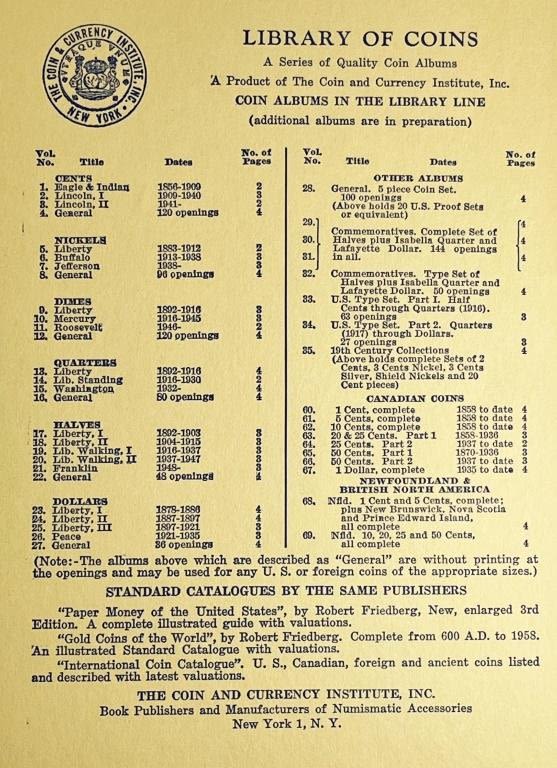 THE COIN & CURRENCY INSTITUTE, INC.
UTRAQUE UNUM
NEW YORK
LIBRARY OF COINS
A Series of Quality Coin Albums
A Product of The Coin and Currency Institute, Inc.
COIN ALBUMS IN THE LIBRARY LINE
(additional albums are in preparation)
Vol. No. Title Dates No. of Pages
CENTS
1. Eagle & Indian 1856-1909 2
2. Lincoln, I 1909-1940 3
3. Lincoln, II 1941- 2
4. General 120 openings 4
NICKELS
5. Liberty 1883-1912 2
6. Buffalo 1913-1938 3
7. Jefferson 1938- 3
8. General 96 openings 4
DIMES
9. Liberty 1892-1916 3
10. Mercury 1916-1945 3
11. Roosevelt 1946- 2
12. General 120 openings 4
QUARTERS
13. Liberty 1892-1916 4
14. Lib. Standing 1916-1930 2
15. Washington 1932- 4
16. General 80 openings 4
HALVES
17. Liberty, I 1892-1903 3
18. Liberty, II 1904-1915 3
19. Lib. Walking, I 1916-1937 3
20. Lib. Walking, II 1937-1947 3
21. Franklin 1948- 3
22. General 48 openings 4
DOLLARS
23. Liberty, I 1878-1886 4
24. Liberty, II 1887-1897 4
25. Liberty, III 1897-1921 4
26. Peace 1921-1935 3
27. General 36 openings 4
Vol. No. Title Dates No. of Pages
OTHER ALBUMS
28. General. 5 piece Coin Set.
100 openings 4
(Above holds 20 U.S. Proof Sets
or equivalent)
29. 4
Commemoratives. Complete Set of
30. Halves plus Isabella Quarter and 4
Lafayette Dollar. 144 openings
31. in all. 4
32. Commemoratives. Type Set of
Halves plus Isabella Quarter and
Lafayette Dollar. 50 openings 4
33. U.S. Type Set. Part I. Half
Cents through Quarters (1916).
63 openings 3
34. U.S. Type Set. Part 2. Quarters
(1917) through Dollars.
27 openings 3
35. 19th Century Collections 4
(Above holds complete Sets of 2
Cents, 3 Cents Nickel, 3 Cents
Silver, Shield Nickels and 20
Cent pieces)
CANADIAN COINS
60. 1 Cent, complete 1858 to date 4
61. 5 Cents, complete 1858 to date 4
62. 10 Cents, complete 1858 to date 4
63. 20 & 25 Cents. Part 1 1858-1936 3
64. 25 Cents. Part 2 1937 to date 2
65. 50 Cents. Part 1 1870-1936 3
66. 50 Cents. Part 2 1937 to date 3
67. 1 Dollar, complete 1935 to date 4
NEWFOUNDLAND &
BRITISH NORTH AMERICA
68. Nfld. 1 Cent and 5 Cents, complete;
plus New Brunswick, Nova Scotia
and Prince Edward Island,
all complete 4
69. Nfld. 10, 20, 25 and 50 Cents,
all complete 4
(Note:-The albums above which are described as "General" are without printing at
the openings and may be used for any U. S. or foreign coins of the appropriate sizes.)
STANDARD CATALOGUES BY THE SAME PUBLISHERS
"Paper Money of the United States", by Robert Friedberg, New, enlarged 3rd
Edition. A complete illustrated guide with valuations.
"Gold Coins of the World", by Robert Friedberg. Complete from 600 A.D. to 1958.
An illustrated Standard Catalogue with valuations.
"International Coin Catalogue". U. S., Canadian, foreign and ancient coins listed
and described with latest valuations.
THE COIN AND CURRENCY INSTITUTE, INC.
Book Publishers and Manufacturers of Numismatic Accessories
New York 1, N. Y.